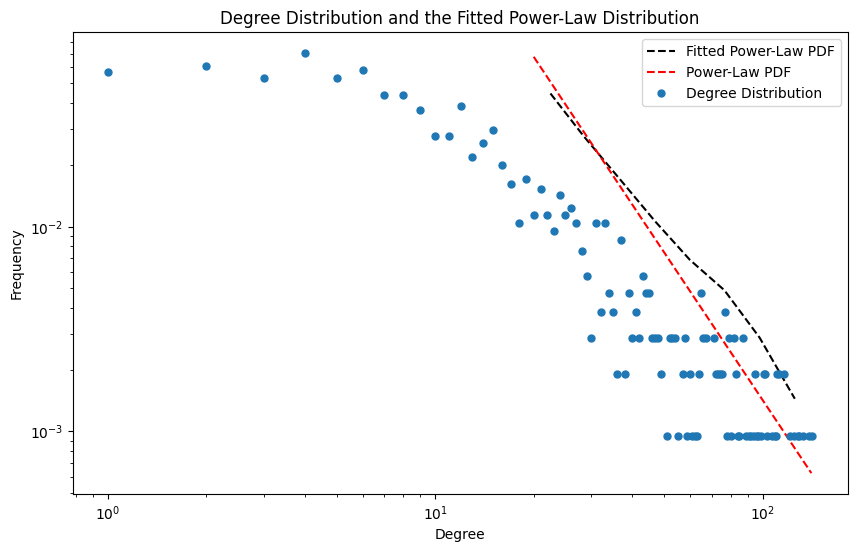 Degree Distribution and the Fitted Power-Law Distribution
Fitted Power-Law PDF
Power-Law PDF
Degree Distribution
Frequency
10⁻²
10⁻³
10⁰
10¹
10²
Degree